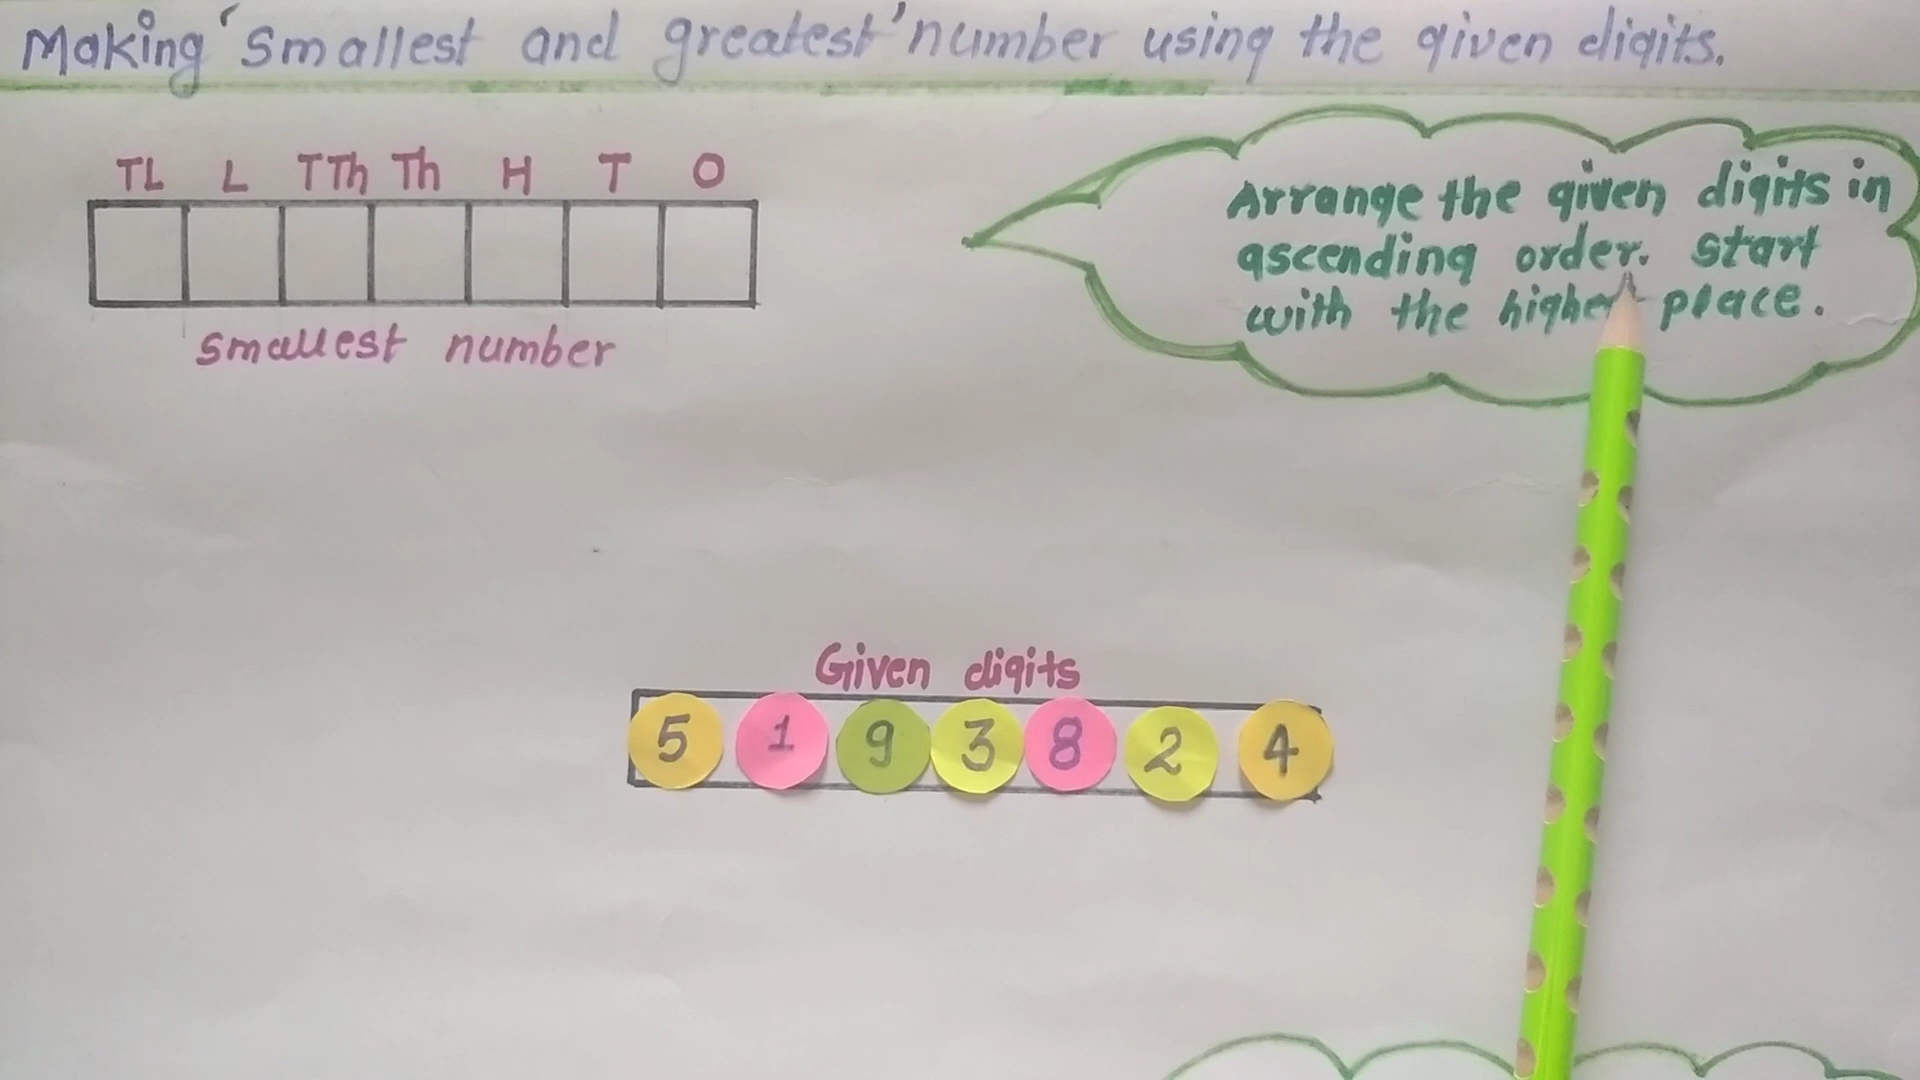 Making 'Smallest and greatest' number using the given digits.
TL L TTh Th H T O
Smallest number
Arrange the given digits in
ascending order. Start
with the higher place.
Given digits
5 1 9 3 8 2 4